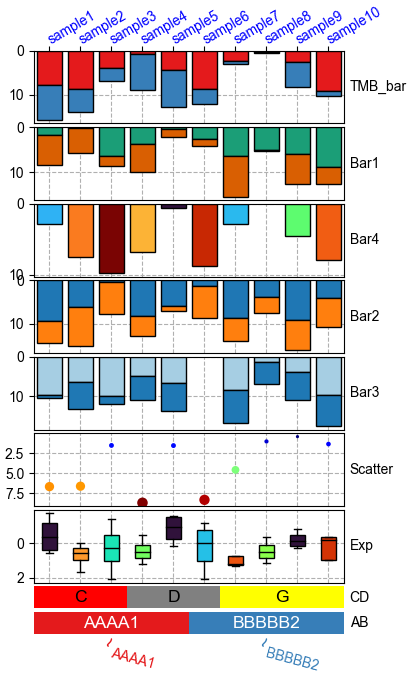 sample1 sample2 sample3 sample4 sample5 sample6 sample7 sample8 sample9 sample10
0
10
TMB_bar
0
10
Bar1
0
10
Bar4
0
10
Bar2
0
10
Bar3
2.5
5.0
7.5
Scatter
0
2
Exp
C D G CD
AAAA1 BBBBB2 AB
~ AAAA1 ~ BBBBB2